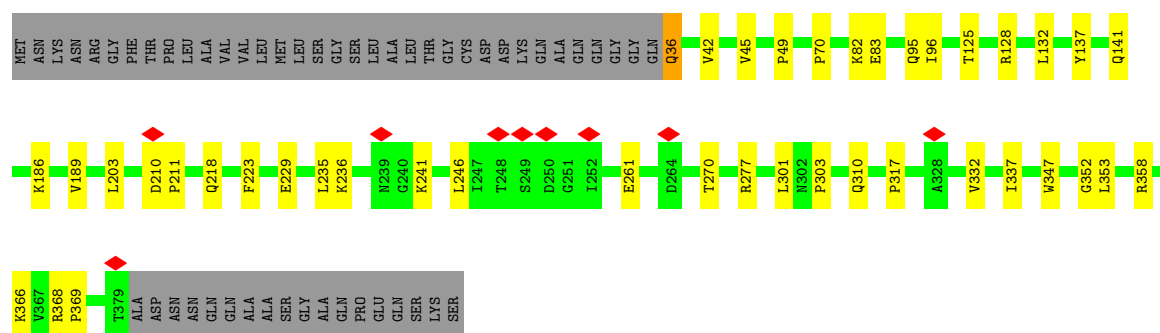 MET ASN LYS ASN ARG GLY PHE THR PRO LEU ALA VAL VAL LEU MET LEU SER GLY SER LEU ALA LEU THR GLY CYS ASP ASP LYS GLN ALA GLN GLN GLY GLY GLN Q36 V42 V45 P49 P70 K82 E83 Q95 I96 T125 R128 L132 Y137 Q141
K186 V189 L203 D210 P211 Q218 F223 E229 L235 K236 N239 G240 K241 L246 I247 T248 S249 D250 G251 I252 E261 D264 T270 R277 L301 N302 P303 Q310 P317 A328 V332 I337 W347 G352 L353 R358
K366 V367 R368 P369 T379 ALA ASP ASN ASN GLN GLN ALA ALA SER GLY ALA GLN PRO GLU GLN SER LYS SER